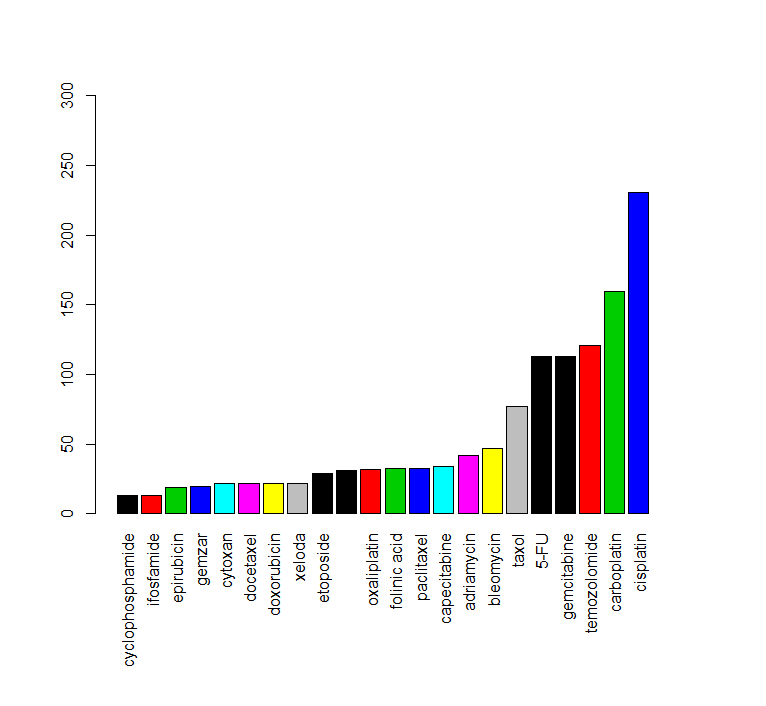 300
250
200
150
100
50
0
cyclophosphamide
ifosfamide
epirubicin
gemzar
cytoxan
docetaxel
doxorubicin
xeloda
etoposide
oxaliplatin
folinic acid
paclitaxel
capecitabine
adriamycin
bleomycin
taxol
5-FU
gemcitabine
temozolomide
carboplatin
cisplatin